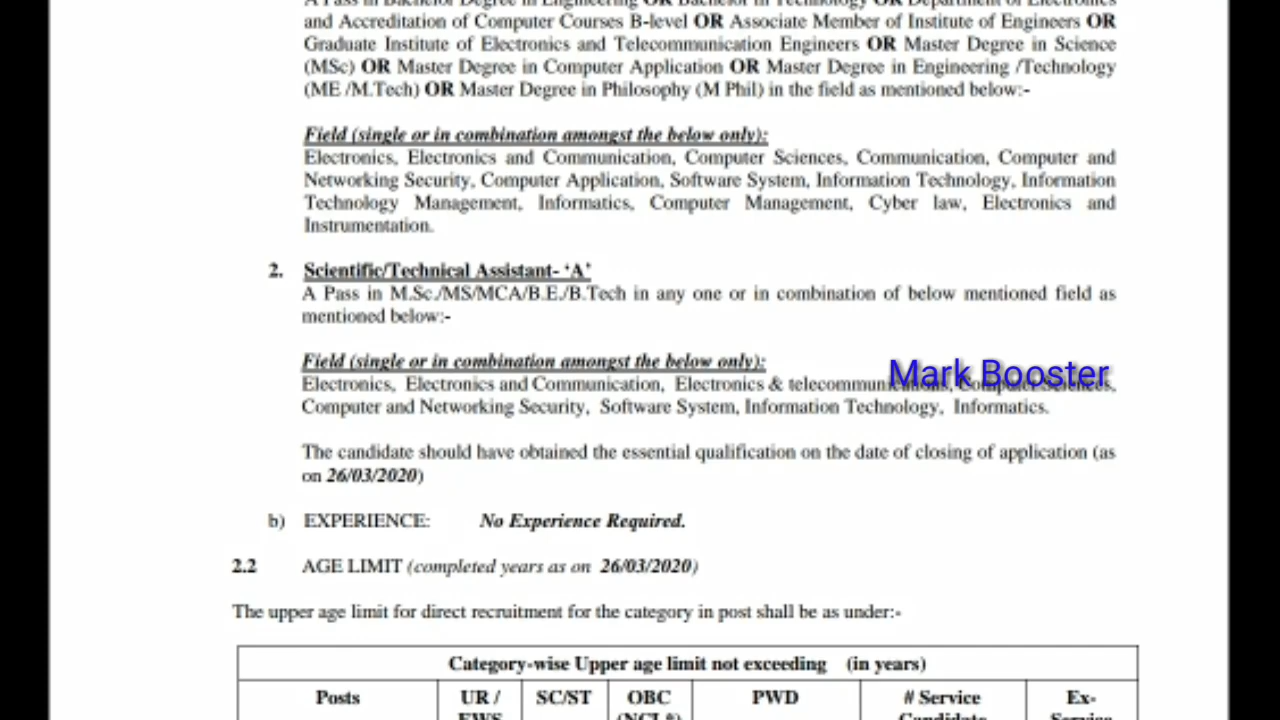 and Accreditation of Computer Courses B-level OR Associate Member of Institute of Engineers OR
Graduate Institute of Electronics and Telecommunication Engineers OR Master Degree in Science
(MSc) OR Master Degree in Computer Application OR Master Degree in Engineering /Technology
(ME /M.Tech) OR Master Degree in Philosophy (M Phil) in the field as mentioned below:-
Field (single or in combination amongst the below only):
Electronics, Electronics and Communication, Computer Sciences, Communication, Computer and
Networking Security, Computer Application, Software System, Information Technology, Information
Technology Management, Informatics, Computer Management, Cyber law, Electronics and
Instrumentation.
2. Scientific/Technical Assistant- ‘A’
A Pass in M.Sc./MS/MCA/B.E./B.Tech in any one or in combination of below mentioned field as
mentioned below:-
Field (single or in combination amongst the below only):
Mark Booster
Electronics, Electronics and Communication, Electronics & telecommunications, Computer Sciences,
Computer and Networking Security, Software System, Information Technology, Informatics.
The candidate should have obtained the essential qualification on the date of closing of application (as
on 26/03/2020)
b) EXPERIENCE: No Experience Required.
2.2 AGE LIMIT (completed years as on 26/03/2020)
The upper age limit for direct recruitment for the category in post shall be as under:-
Category-wise Upper age limit not exceeding (in years)
Posts UR / SC/ST OBC PWD # Service Ex-